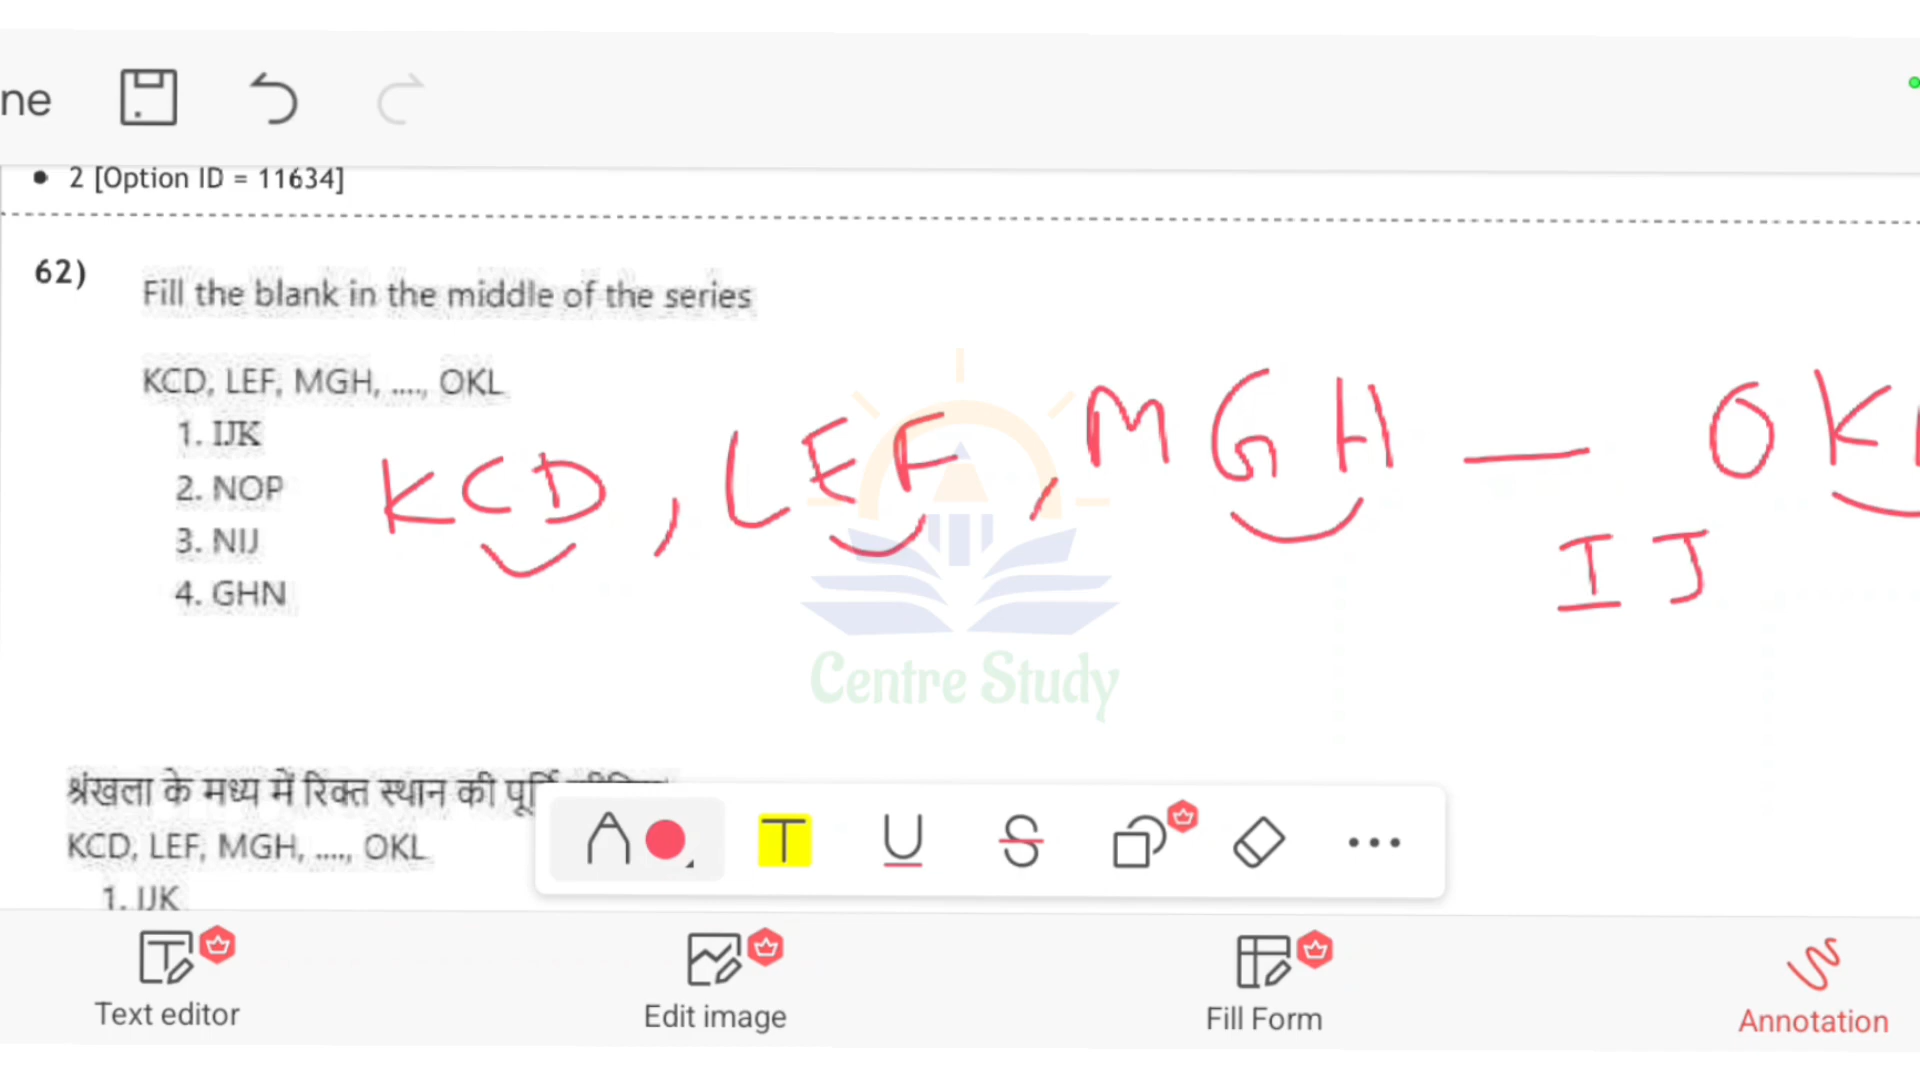 ne
2 [Option ID = 11634]
62)
Fill the blank in the middle of the series
KCD, LEF, MGH, ...., OKL
1. IJK
2. NOP
3. NIJ
4. GHN
KCD, LEF, MGH — OK
IJ
Centre Study
श्रंखला के मध्य में रिक्त स्थान की
KCD, LEF, MGH, ...., OKL
1. IJK
Text editor
Edit image
Fill Form
Annotation